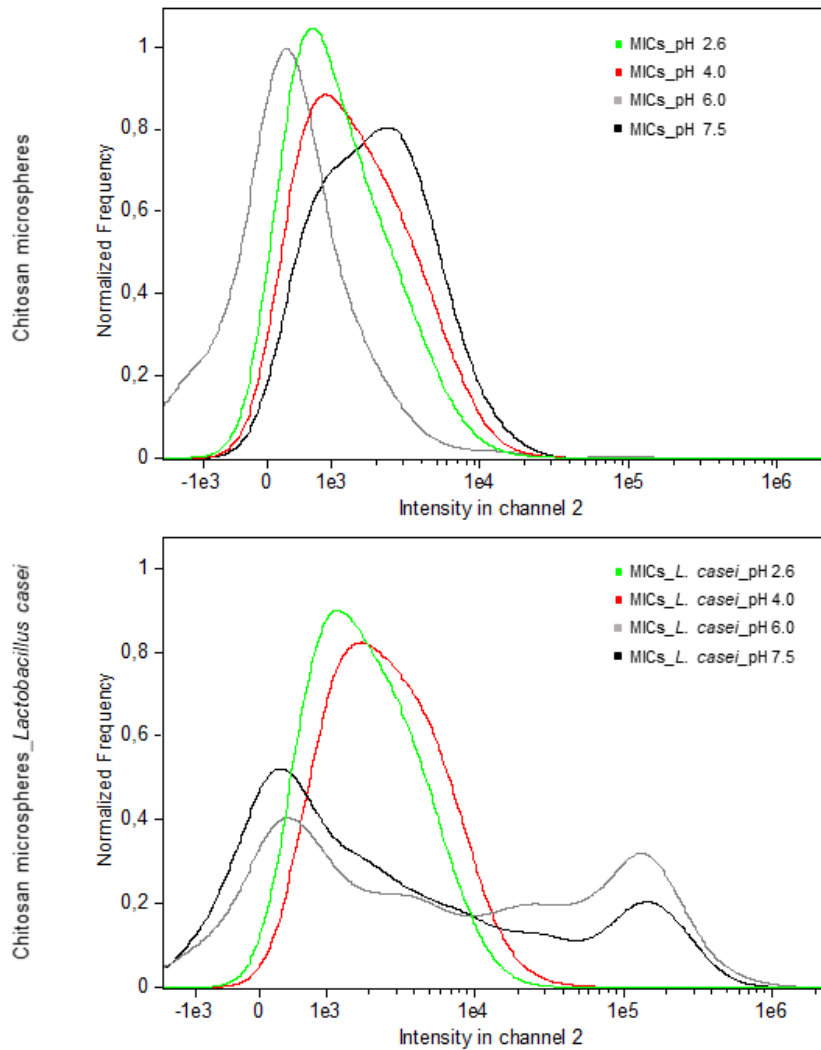 Chitosan microspheres
Normalized Frequency
1
0,8
0,6
0,4
0,2
0
MICs_pH 2.6
MICs_pH 4.0
MICs_pH 6.0
MICs_pH 7.5
-1e3 0 1e3 1e4 1e5 1e6
Intensity in channel 2
Chitosan microspheres_Lactobacillus casei
Normalized Frequency
1
0,8
0,6
0,4
0,2
0
MICs_L. casei_pH 2.6
MICs_L. casei_pH 4.0
MICs_L. casei_pH 6.0
MICs_L. casei_pH 7.5
-1e3 0 1e3 1e4 1e5 1e6
Intensity in channel 2